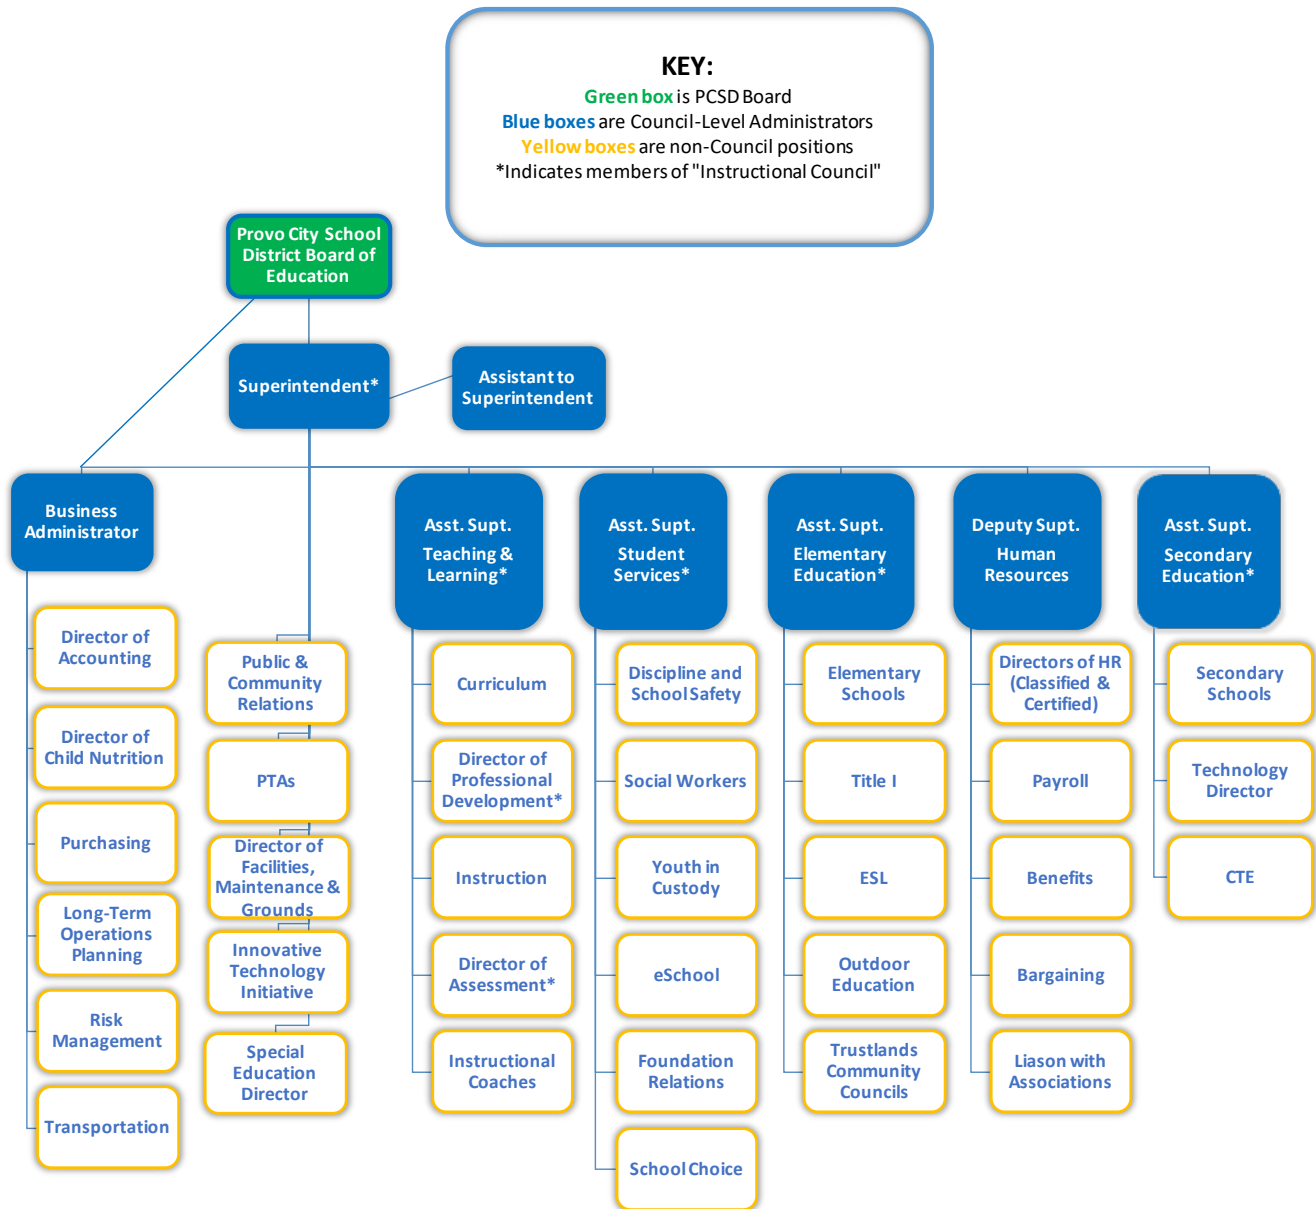 KEY:
Green box is PCSD Board
Blue boxes are Council-Level Administrators
Yellow boxes are non-Council positions
*Indicates members of "Instructional Council"
Provo City School
District Board of
Education
Superintendent*
Assistant to
Superintendent
Business
Administrator
Asst. Supt.
Teaching &
Learning*
Asst. Supt.
Student
Services*
Asst. Supt.
Elementary
Education*
Deputy Supt.
Human
Resources
Asst. Supt.
Secondary
Education*
Director of
Accounting
Director of
Child Nutrition
Purchasing
Long-Term
Operations
Planning
Risk
Management
Transportation
Public &
Community
Relations
PTAs
Director of
Facilities,
Maintenance &
Grounds
Innovative
Technology
Initiative
Special
Education
Director
Curriculum
Director of
Professional
Development*
Instruction
Director of
Assessment*
Instructional
Coaches
Discipline and
School Safety
Social Workers
Youth in
Custody
eSchool
Foundation
Relations
School Choice
Elementary
Schools
Title I
ESL
Outdoor
Education
Trustlands
Community
Councils
Directors of HR
(Classified &
Certified)
Payroll
Benefits
Bargaining
Liason with
Associations
Secondary
Schools
Technology
Director
CTE